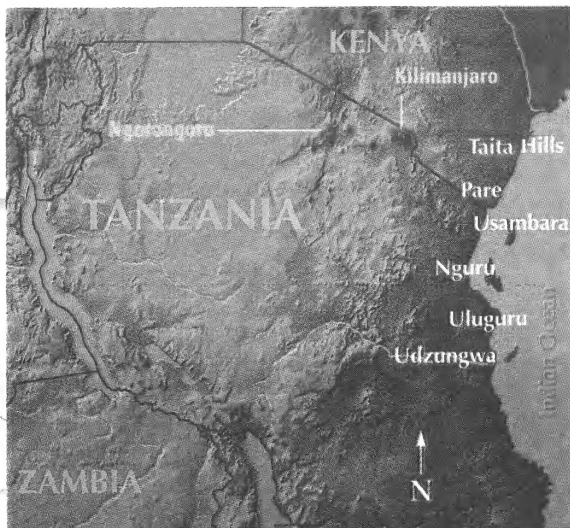 KENYA
Kilimanjaro
Ngorongoro
Taita Hills
Pare
TANZANIA
Usambara
Nguru
Uluguru
Udzungwa
Indian Ocean
N
ZAMBIA